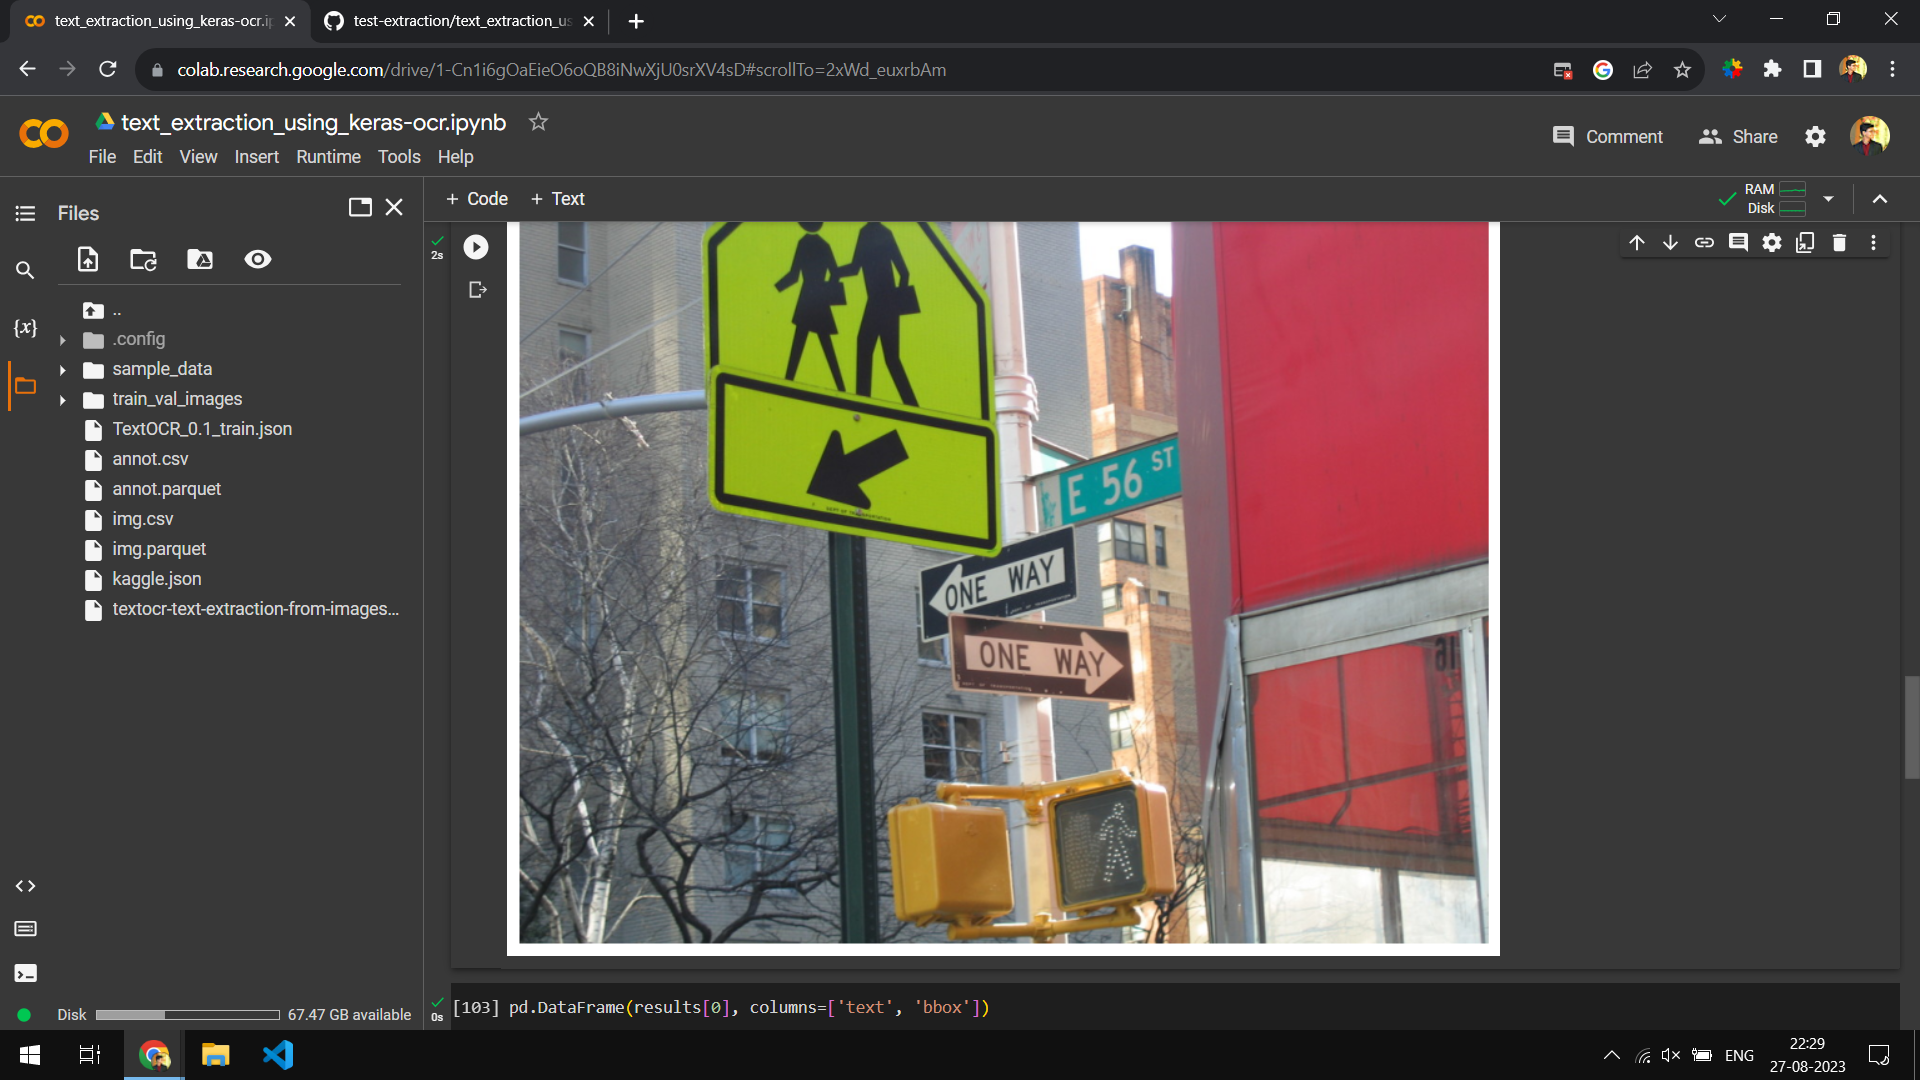 text_extraction_using_keras-ocr.ip
test-extraction/text_extraction_us
colab.research.google.com/drive/1-Cn1i6gOaEieO6oQB8iNwXjU0srXV4sD#scrollTo=2xWd_euxrbAm
text_extraction_using_keras-ocr.ipynb
Comment
Share
File Edit View Insert Runtime Tools Help
Files
+ Code + Text
RAM
Disk
2s
..
.config
sample_data
train_val_images
TextOCR_0.1_train.json
annot.csv
annot.parquet
img.csv
img.parquet
kaggle.json
textocr-text-extraction-from-images...
{x}
E 56 ST
ONE WAY
ONE WAY
Disk
67.47 GB available
0s
[103] pd.DataFrame(results[0], columns=['text', 'bbox'])
ENG
22:29
27-08-2023